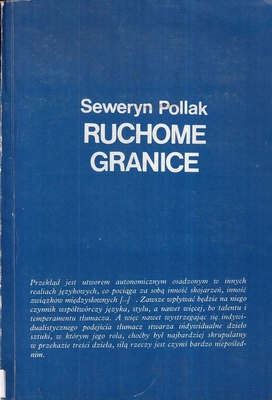 Seweryn Pollak
RUCHOME
GRANICE
Przekład jest utworem autonomicznym osadzonym w innych
realiach językowych, co pociąga za sobą inność skojarzeń, inność
związków międzysłownych [...] . Zawsze wpływać będzie na niego
czynnik współtwórczy języka, stylu, a nawet więcej, bo talentu i
temperamentu tłumacza. A więc nawet wystrzegając się indywi-
dualistycznego podejścia tłumacz stwarza indywidualne dzieło
sztuki, w którym jego rola, choćby był najbardziej skrupulatny
w przekazie treści dzieła, siłą rzeczy jest czymś bardzo niepośled-
nim.